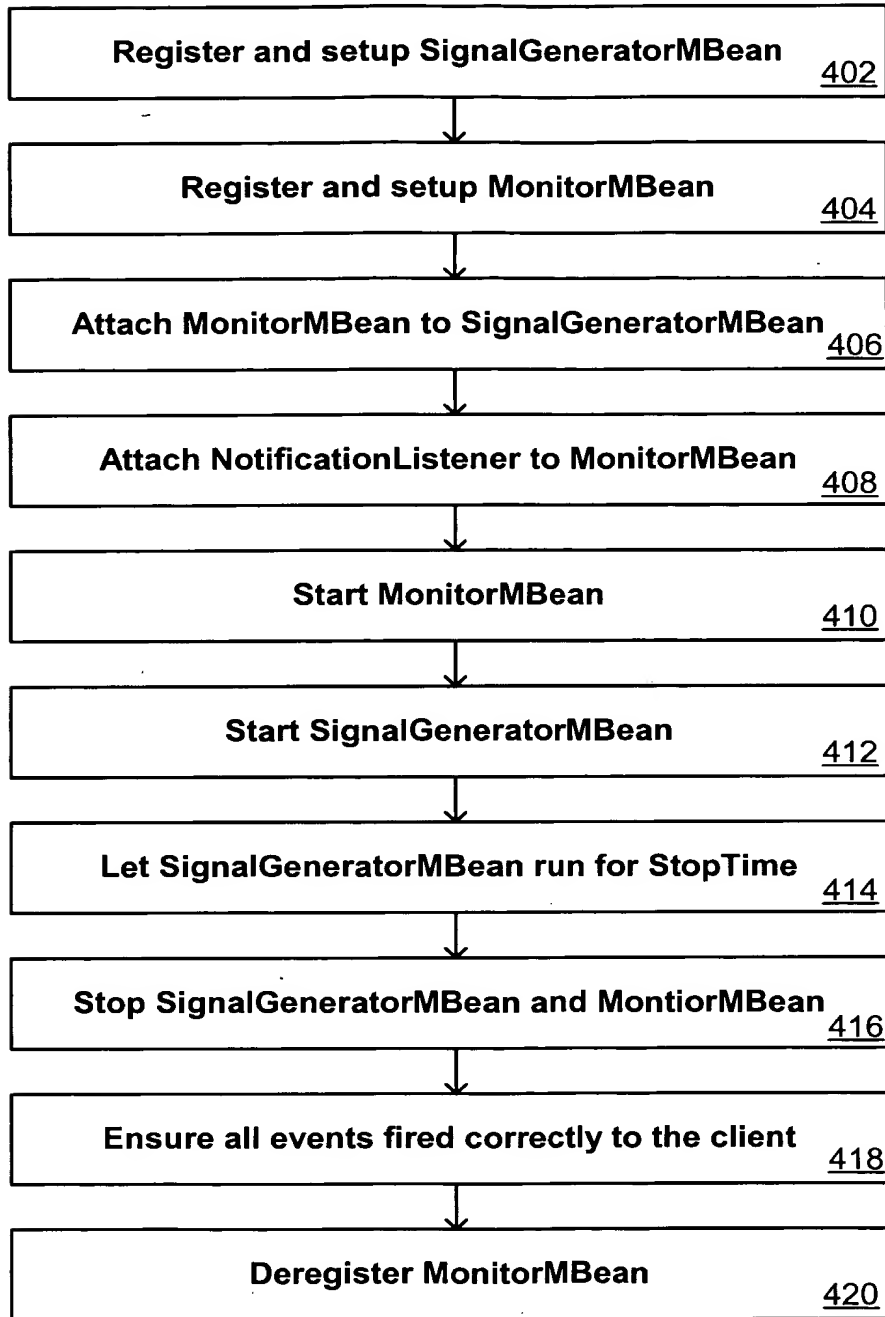 Register and setup SignalGeneratorMBean
402
Register and setup MonitorMBean
404
Attach MonitorMBean to SignalGeneratorMBean
406
Attach NotificationListener to MonitorMBean
408
Start MonitorMBean
410
Start SignalGeneratorMBean
412
Let SignalGeneratorMBean run for StopTime
414
Stop SignalGeneratorMBean and MontiorMBean
416
Ensure all events fired correctly to the client
418
Deregister MonitorMBean
420